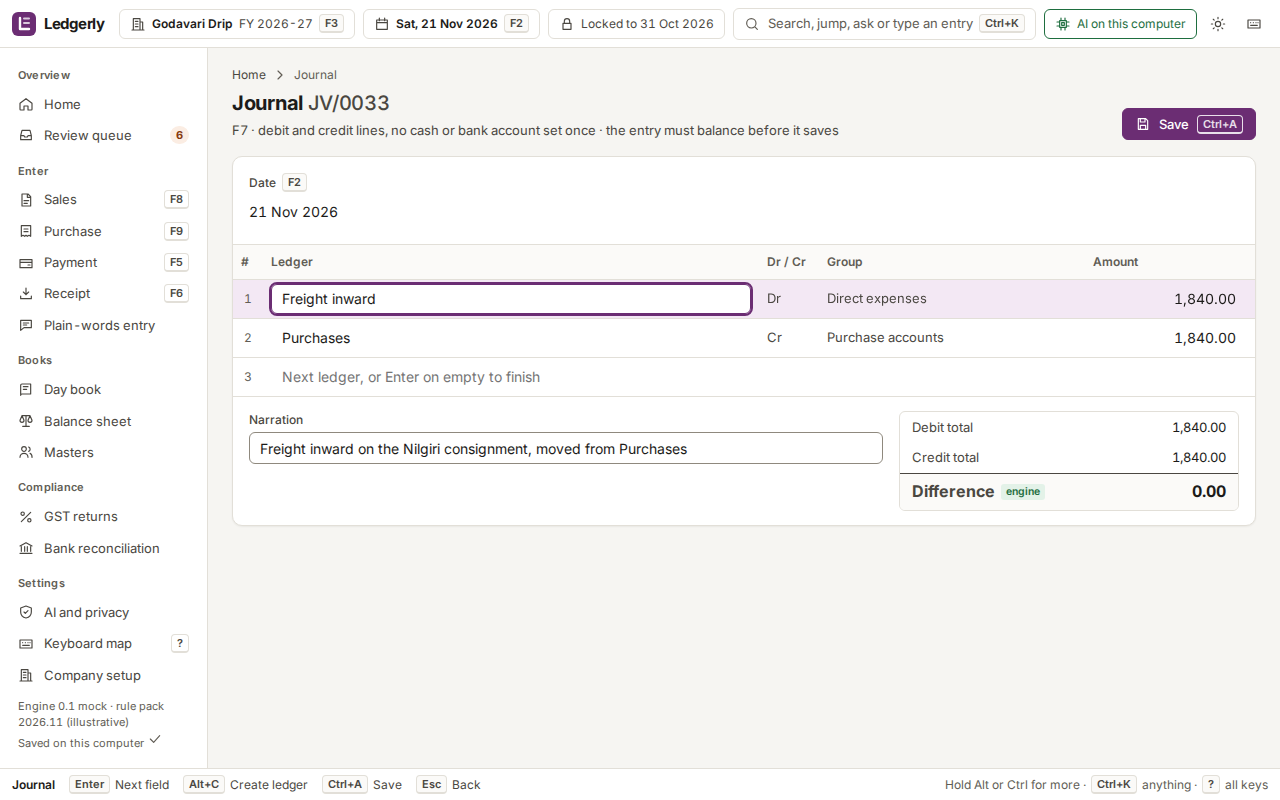 Ledgerly
Godavari Drip FY 2026-27 F3
Sat, 21 Nov 2026 F2
Locked to 31 Oct 2026
Search, jump, ask or type an entry Ctrl+K
AI on this computer
Overview
Home
Review queue 6
Enter
Sales F8
Purchase F9
Payment F5
Receipt F6
Plain-words entry
Books
Day book
Balance sheet
Masters
Compliance
GST returns
Bank reconciliation
Settings
AI and privacy
Keyboard map ?
Company setup
Engine 0.1 mock · rule pack
2026.11 (illustrative)
Saved on this computer
Home > Journal
Journal JV/0033
F7 · debit and credit lines, no cash or bank account set once · the entry must balance before it saves
Save Ctrl+A
Date F2
21 Nov 2026
# Ledger Dr / Cr Group Amount
1 Freight inward Dr Direct expenses 1,840.00
2 Purchases Cr Purchase accounts 1,840.00
3 Next ledger, or Enter on empty to finish
Narration
Freight inward on the Nilgiri consignment, moved from Purchases
Debit total 1,840.00
Credit total 1,840.00
Difference engine 0.00
Journal Enter Next field Alt+C Create ledger Ctrl+A Save Esc Back
Hold Alt or Ctrl for more · Ctrl+K anything · ? all keys